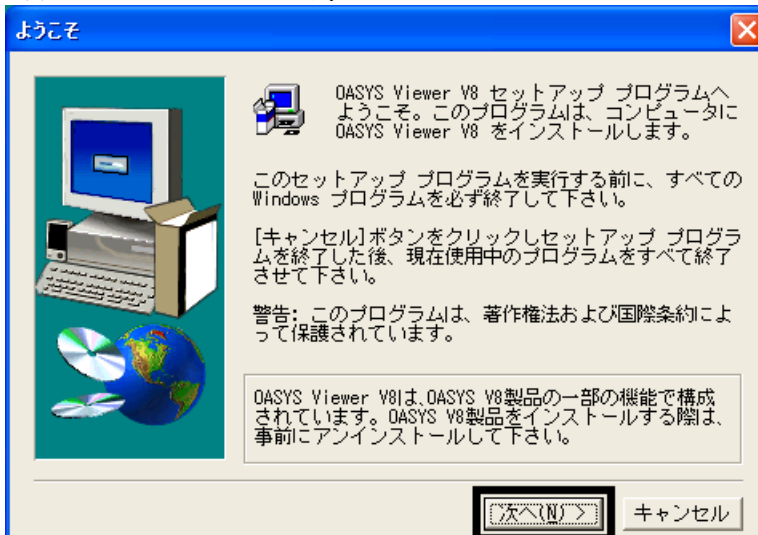 ようこそ
OASYS Viewer V8 セットアップ プログラムへ
ようこそ。このプログラムは、コンピュータに
OASYS Viewer V8 をインストールします。
このセットアップ プログラムを実行する前に、すべての
Windows プログラムを必ず終了して下さい。
[キャンセル]ボタンをクリックしセットアップ プログラ
ムを終了した後、現在使用中のプログラムをすべて終了
させて下さい。
警告: このプログラムは、著作権法および国際条約によ
って保護されています。
OASYS Viewer V8は、OASYS V8製品の一部の機能で構成
されています。OASYS V8製品をインストールする際は、
事前にアンインストールして下さい。
次へ(N) > キャンセル